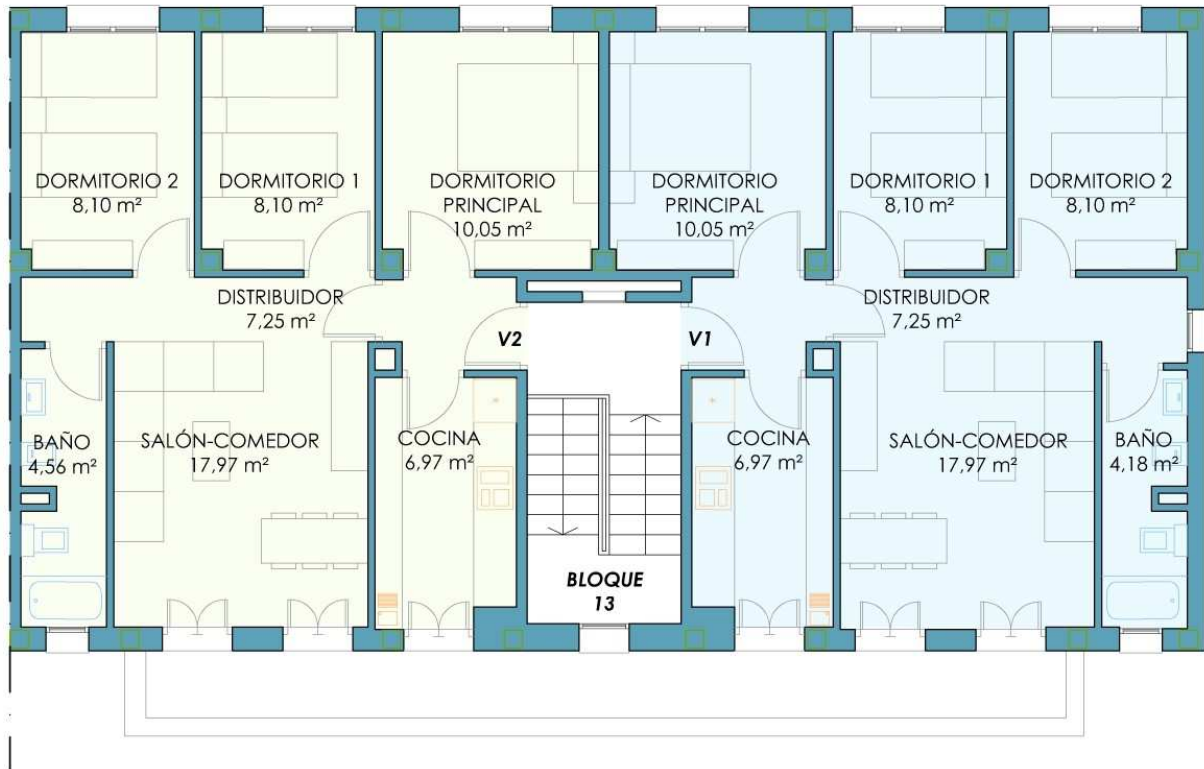 DORMITORIO 2
8,10 m²
DORMITORIO 1
8,10 m²
DORMITORIO
PRINCIPAL
10,05 m²
DORMITORIO
PRINCIPAL
10,05 m²
DORMITORIO 1
8,10 m²
DORMITORIO 2
8,10 m²
DISTRIBUIDOR
7,25 m²
V2
V1
DISTRIBUIDOR
7,25 m²
BAÑO
4,56 m²
SALÓN-COMEDOR
17,97 m²
COCINA
6,97 m²
COCINA
6,97 m²
SALÓN-COMEDOR
17,97 m²
BAÑO
4,18 m²
BLOQUE
13